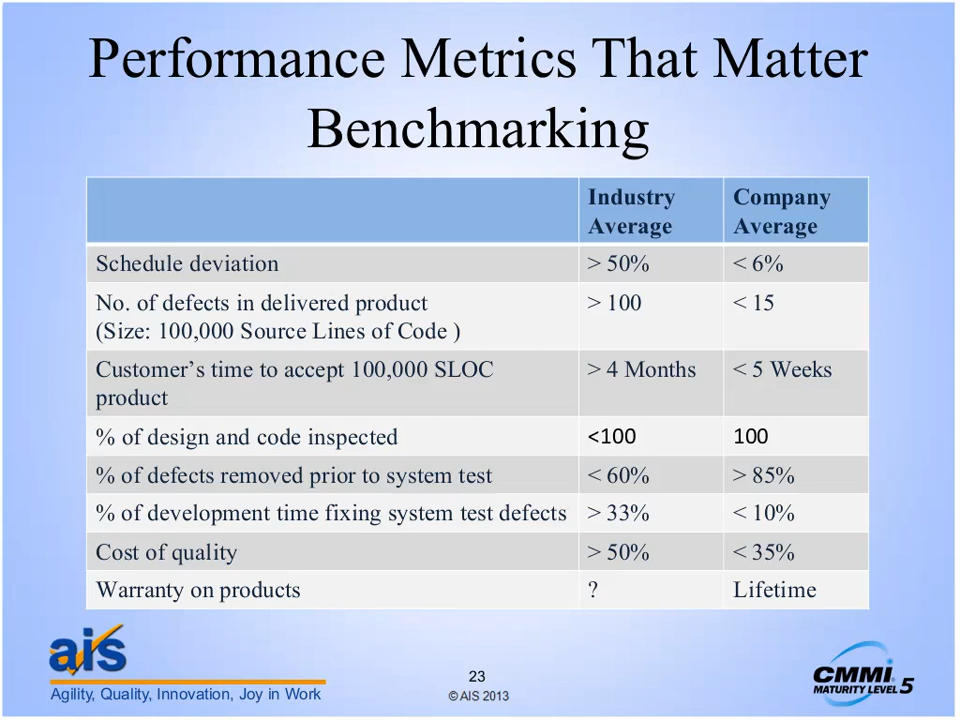 Performance Metrics That Matter
Benchmarking
Industry Average
Company Average
Schedule deviation > 50% < 6%
No. of defects in delivered product > 100 < 15
(Size: 100,000 Source Lines of Code )
Customer's time to accept 100,000 SLOC > 4 Months < 5 Weeks
product
% of design and code inspected <100 100
% of defects removed prior to system test < 60% > 85%
% of development time fixing system test defects > 33% < 10%
Cost of quality > 50% < 35%
Warranty on products ? Lifetime
ais
Agility, Quality, Innovation, Joy in Work
23
© AIS 2013
CMMI
MATURITY LEVEL 5